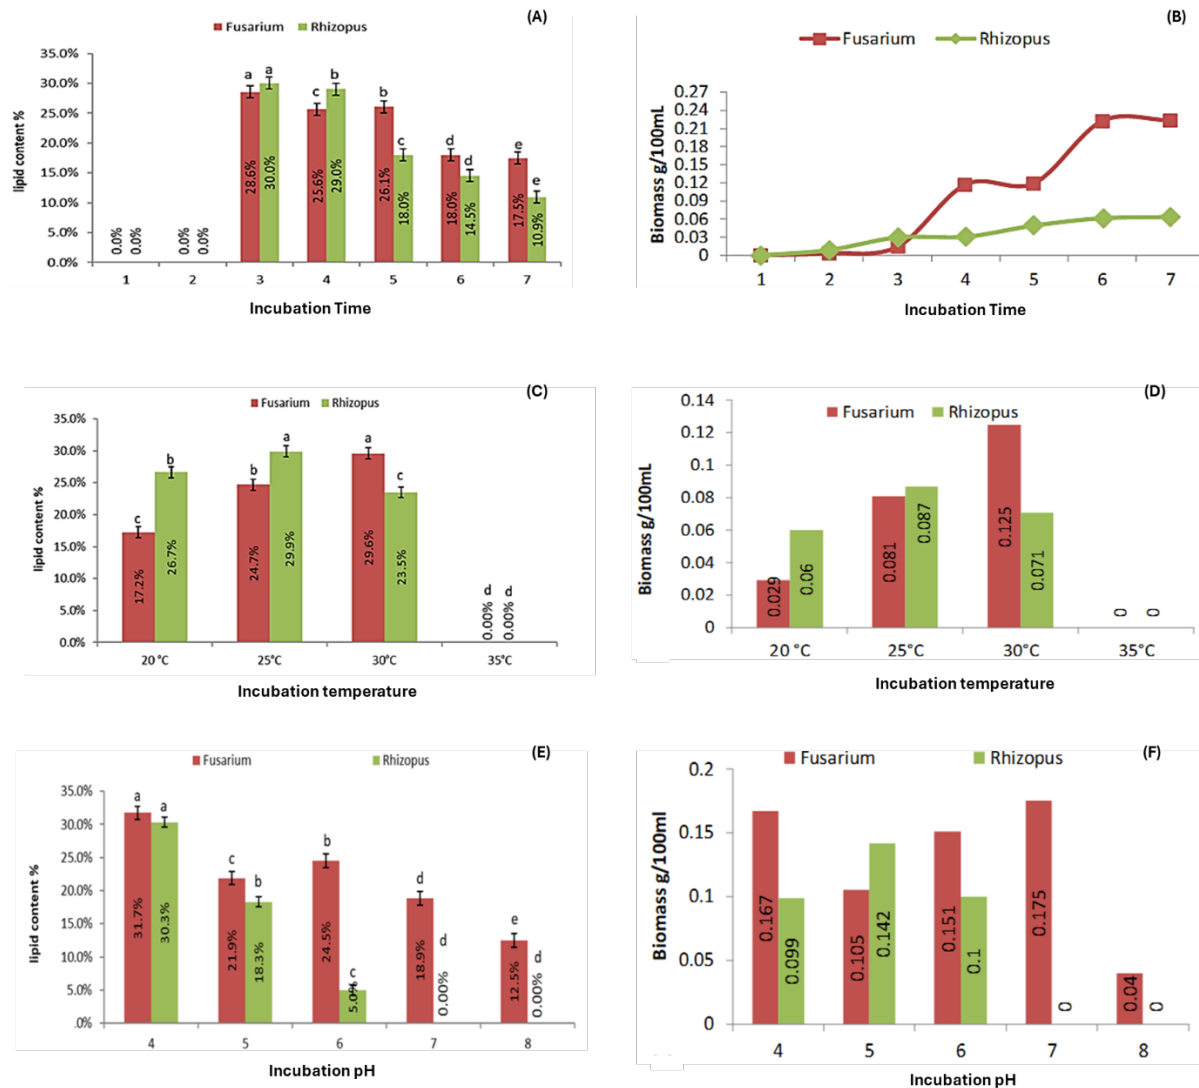 (A)
Fusarium Rhizopus
35.0%
30.0%
25.0%
20.0%
15.0%
10.0%
5.0%
0.0%
lipid content %
0.0% 0.0% 0.0% 0.0% 28.6% 30.0% 25.6% 29.0% 26.1% 18.0% 18.0% 14.5% 17.5% 10.9%
a a c b b c d d e e
1 2 3 4 5 6 7
Incubation Time
(B)
Fusarium Rhizopus
0.27
0.24
0.21
0.18
0.15
0.12
0.09
0.06
0.03
0
Biomass g/100mL
1 2 3 4 5 6 7
Incubation Time
(C)
Fusarium Rhizopus
35.0%
30.0%
25.0%
20.0%
15.0%
10.0%
5.0%
0.0%
lipid content %
c b b a a c d d
17.2% 26.7% 24.7% 29.9% 29.6% 23.5% 0.00% 0.00%
20 °C 25°C 30°C 35°C
Incubation temperature
(D)
Fusarium Rhizopus
0.14
0.12
0.1
0.08
0.06
0.04
0.02
0
Biomass g/100mL
0.029 0.06 0.081 0.087 0.125 0.071 0 0
20 °C 25°C 30°C 35°C
Incubation temperature
(E)
Fusarium Rhizopus
35.0%
30.0%
25.0%
20.0%
15.0%
10.0%
5.0%
.0%
lipid content %
a a c b b c d d e d
31.7% 30.3% 21.9% 18.3% 24.5% 5.0% 18.9% 0.00% 12.5% 0.00%
4 5 6 7 8
Incubation pH
(F)
Fusarium Rhizopus
0.2
0.15
0.1
0.05
0
Biomass g/100ml
0.167 0.099 0.105 0.142 0.151 0.1 0.175 0 0.04 0
4 5 6 7 8
Incubation pH